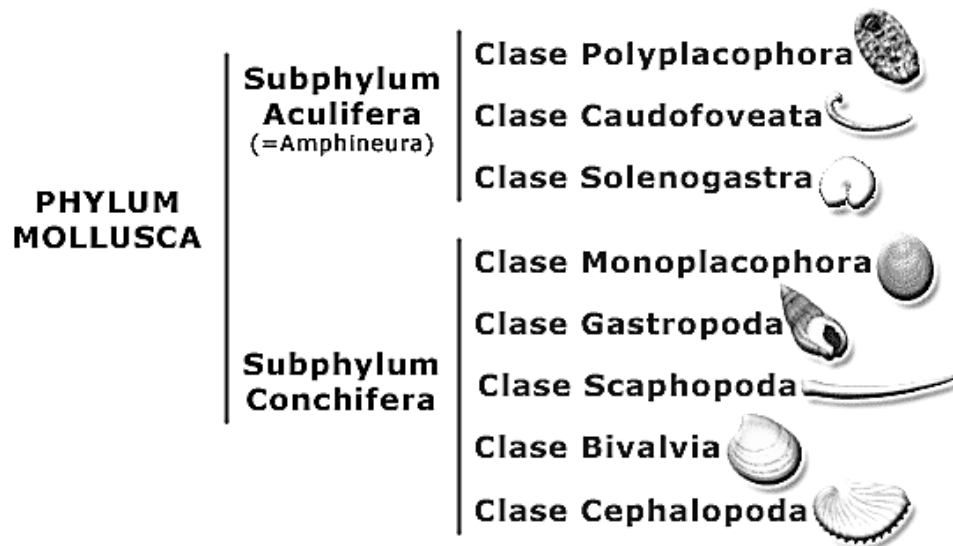 PHYLUM
MOLLUSCA
Subphylum
Aculifera
(=Amphineura)
Clase Polyplacophora
Clase Caudofoveata
Clase Solenogastra
Subphylum
Conchifera
Clase Monoplacophora
Clase Gastropoda
Clase Scaphopoda
Clase Bivalvia
Clase Cephalopoda